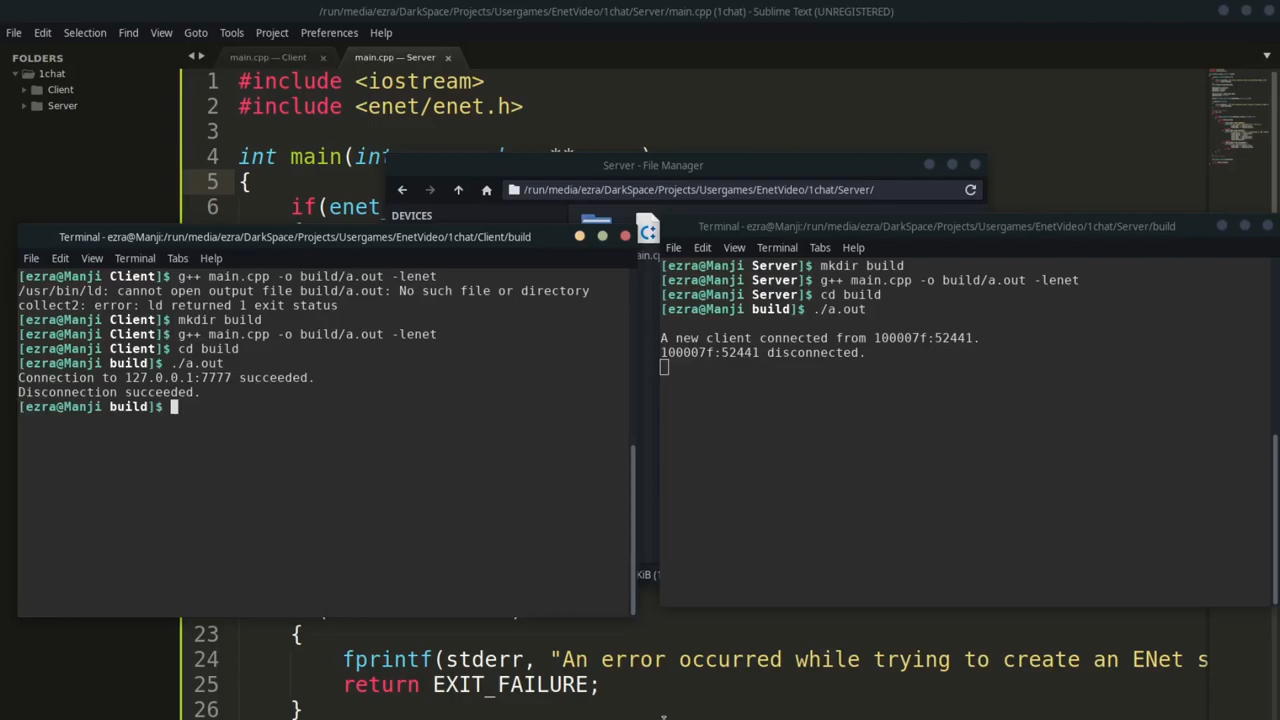 /run/media/ezra/DarkSpace/Projects/Usergames/EnetVideo/1chat/Server/main.cpp (1chat) - Sublime Text (UNREGISTERED)
File Edit Selection Find View Goto Tools Project Preferences Help
FOLDERS
1chat
Client
Server
main.cpp — Client
main.cpp — Server
1 #include <iostream>
2 #include <enet/enet.h>
3
4 int main(int
5 {
6 if(enet
Server - File Manager
/run/media/ezra/DarkSpace/Projects/Usergames/EnetVideo/1chat/Server/
DEVICES
Terminal - ezra@Manji:/run/media/ezra/DarkSpace/Projects/Usergames/EnetVideo/1chat/Client/build
File Edit View Terminal Tabs Help
[ezra@Manji Client]$ g++ main.cpp -o build/a.out -lenet
/usr/bin/ld: cannot open output file build/a.out: No such file or directory
collect2: error: ld returned 1 exit status
[ezra@Manji Client]$ mkdir build
[ezra@Manji Client]$ g++ main.cpp -o build/a.out -lenet
[ezra@Manji Client]$ cd build
[ezra@Manji build]$ ./a.out
Connection to 127.0.0.1:7777 succeeded.
Disconnection succeeded.
[ezra@Manji build]$
Terminal - ezra@Manji:/run/media/ezra/DarkSpace/Projects/Usergames/EnetVideo/1chat/Server/build
File Edit View Terminal Tabs Help
[ezra@Manji Server]$ mkdir build
[ezra@Manji Server]$ g++ main.cpp -o build/a.out -lenet
[ezra@Manji Server]$ cd build
[ezra@Manji build]$ ./a.out
A new client connected from 100007f:52441.
100007f:52441 disconnected.
KiB (1
23 {
24 fprintf(stderr, "An error occurred while trying to create an ENet s
25 return EXIT_FAILURE;
26 }